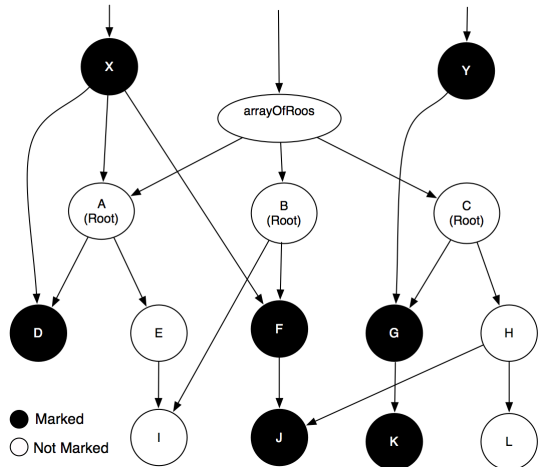 X
Y
arrayOfRoos
A
(Root)
B
(Root)
C
(Root)
D
E
F
G
H
I
J
K
L
Marked
Not Marked